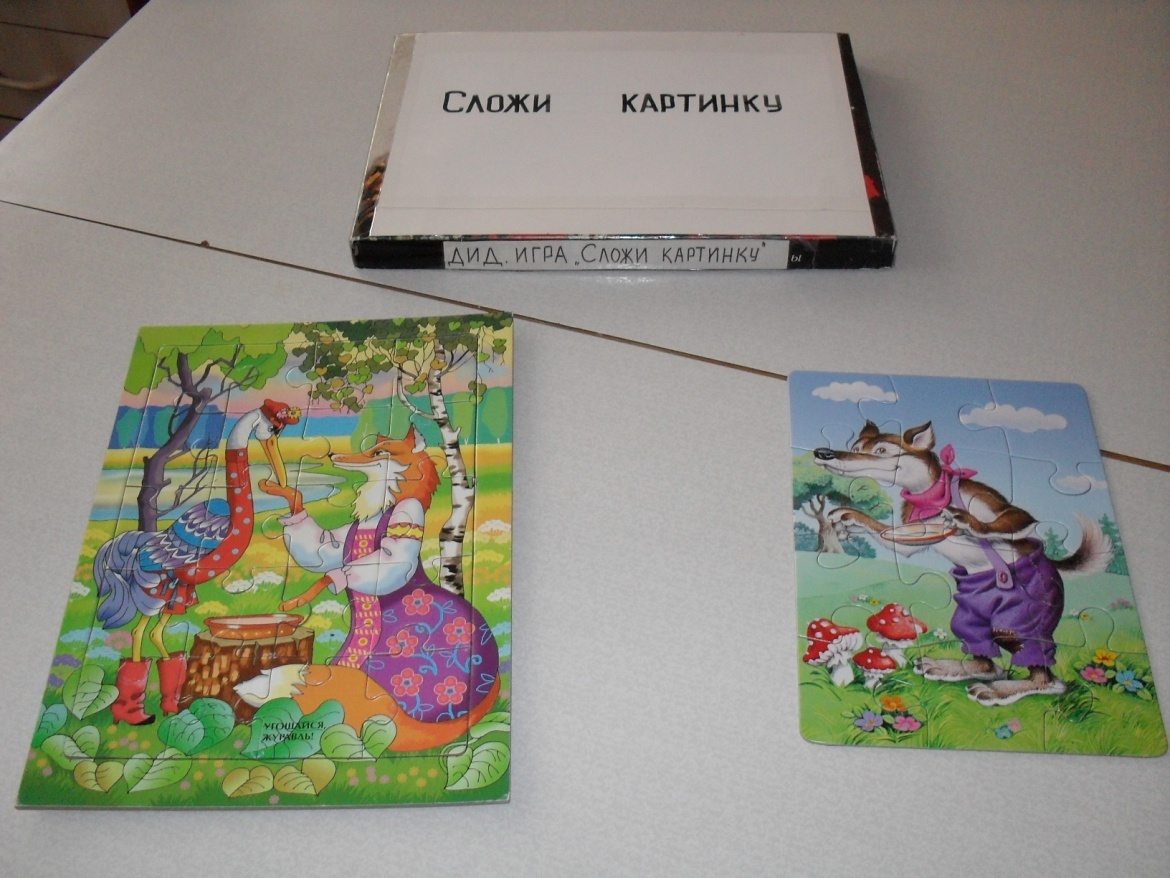 Сложи картинку
ДИД. ИГРА „Сложи картинку"
ы
УГОЩАЙСЯ,
ЖУРАВЛЬ!